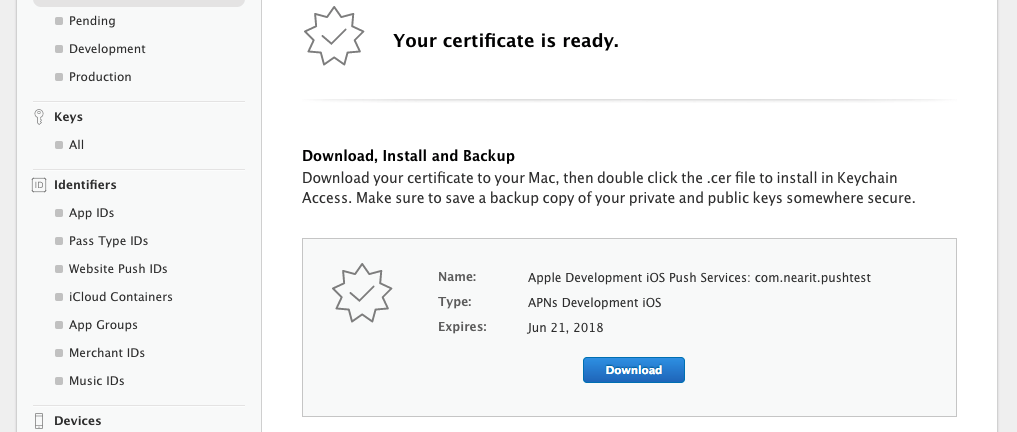 Pending
Development
Production
Keys
All
ID Identifiers
App IDs
Pass Type IDs
Website Push IDs
iCloud Containers
App Groups
Merchant IDs
Music IDs
Devices
Your certificate is ready.
Download, Install and Backup
Download your certificate to your Mac, then double click the .cer file to install in Keychain
Access. Make sure to save a backup copy of your private and public keys somewhere secure.
Name: Apple Development iOS Push Services: com.nearit.pushtest
Type: APNs Development iOS
Expires: Jun 21, 2018
Download